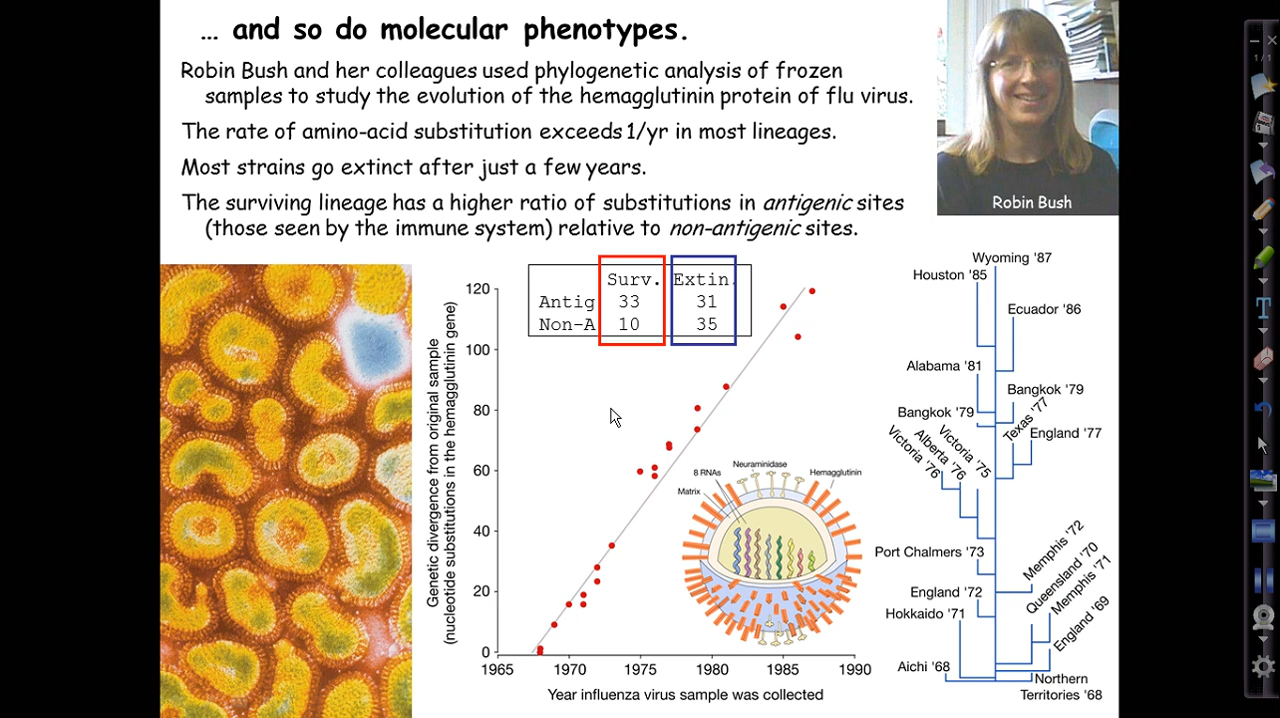 … and so do molecular phenotypes.
Robin Bush and her colleagues used phylogenetic analysis of frozen
samples to study the evolution of the hemagglutinin protein of flu virus.
The rate of amino-acid substitution exceeds 1/yr in most lineages.
Most strains go extinct after just a few years.
The surviving lineage has a higher ratio of substitutions in antigenic sites
(those seen by the immune system) relative to non-antigenic sites.
Robin Bush
1/1
Surv. Extin.
Antig 33 31
Non-A 10 35
Genetic divergence from original sample
(nucleotide substitutions in the hemagglutinin gene)
120
100
80
60
40
20
0
1965 1970 1975 1980 1985 1990
Year influenza virus sample was collected
8 RNAs
Neuraminidase
Hemagglutinin
Matrix
Wyoming '87
Houston '85
Ecuador '86
Alabama '81
Bangkok '79
Bangkok '79
Texas '77
England '77
Victoria '75
Alberta '76
Victoria '76
Port Chalmers '73
Memphis '72
England '72
Queensland '70
Memphis '71
Hokkaido '71
England '69
Aichi '68
Northern
Territories '68